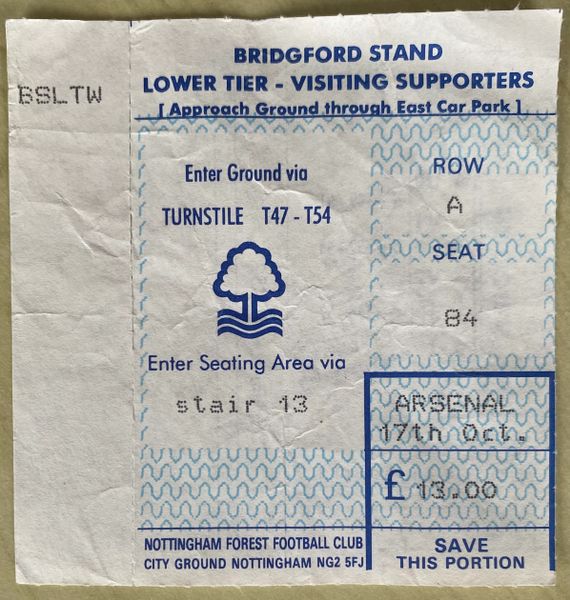 BSLTW
BRIDGFORD STAND
LOWER TIER - VISITING SUPPORTERS
[ Approach Ground through East Car Park ]
Enter Ground via
TURNSTILE T47 - T54
Enter Seating Area via
stair 13
ROW
A
SEAT
84
ARSENAL
17th Oct.
£ 13.00
NOTTINGHAM FOREST FOOTBALL CLUB
CITY GROUND NOTTINGHAM NG2 5FJ
SAVE
THIS PORTION